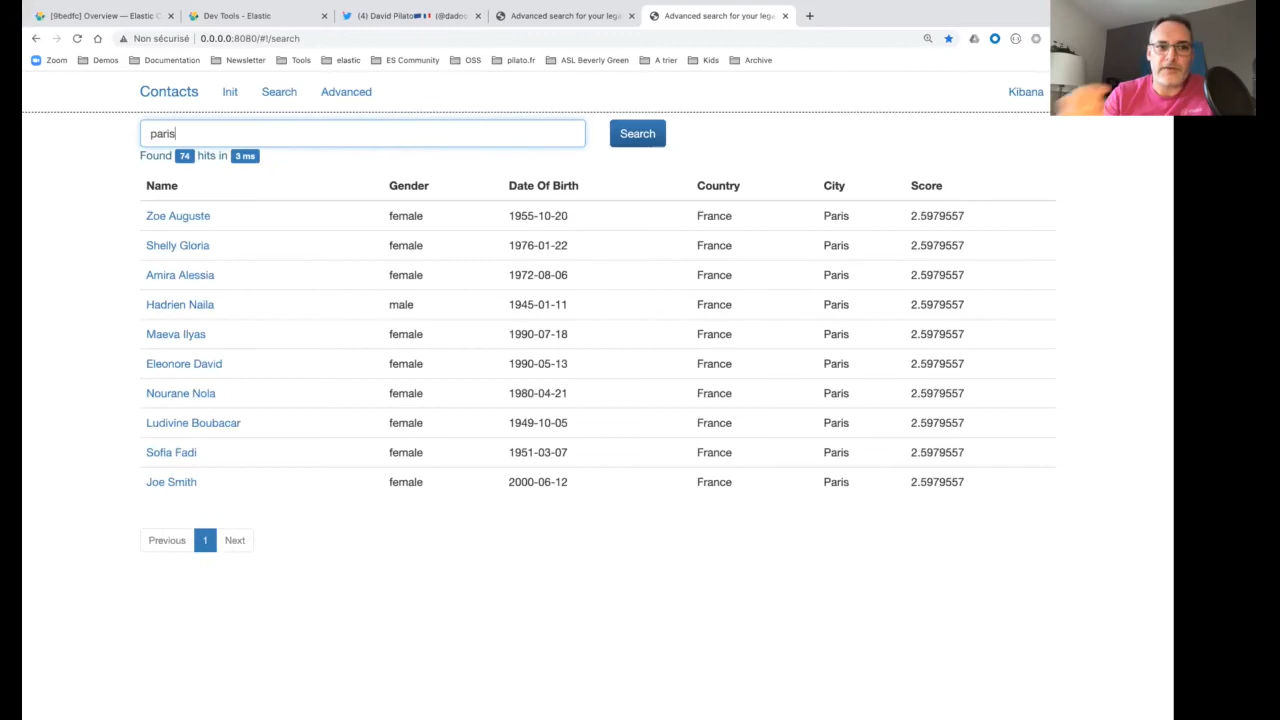 [9bedfc] Overview — Elastic C
Dev Tools - Elastic
(4) David Pilato🇪🇺🇫🇷 (@dado
Advanced search for your lega
Advanced search for your lega
Non sécurisé 0.0.0.0:8080/#!/search
Zoom Demos Documentation Newsletter Tools elastic ES Community OSS pilato.fr ASL Beverly Green A trier Kids Archive
Contacts Init Search Advanced Kibana
paris Search
Found 74 hits in 3 ms
Name Gender Date Of Birth Country City Score
Zoe Auguste female 1955-10-20 France Paris 2.5979557
Shelly Gloria female 1976-01-22 France Paris 2.5979557
Amira Alessia female 1972-08-06 France Paris 2.5979557
Hadrien Naila male 1945-01-11 France Paris 2.5979557
Maeva Ilyas female 1990-07-18 France Paris 2.5979557
Eleonore David female 1990-05-13 France Paris 2.5979557
Nourane Nola female 1980-04-21 France Paris 2.5979557
Ludivine Boubacar female 1949-10-05 France Paris 2.5979557
Sofia Fadi female 1951-03-07 France Paris 2.5979557
Joe Smith female 2000-06-12 France Paris 2.5979557
Previous 1 Next